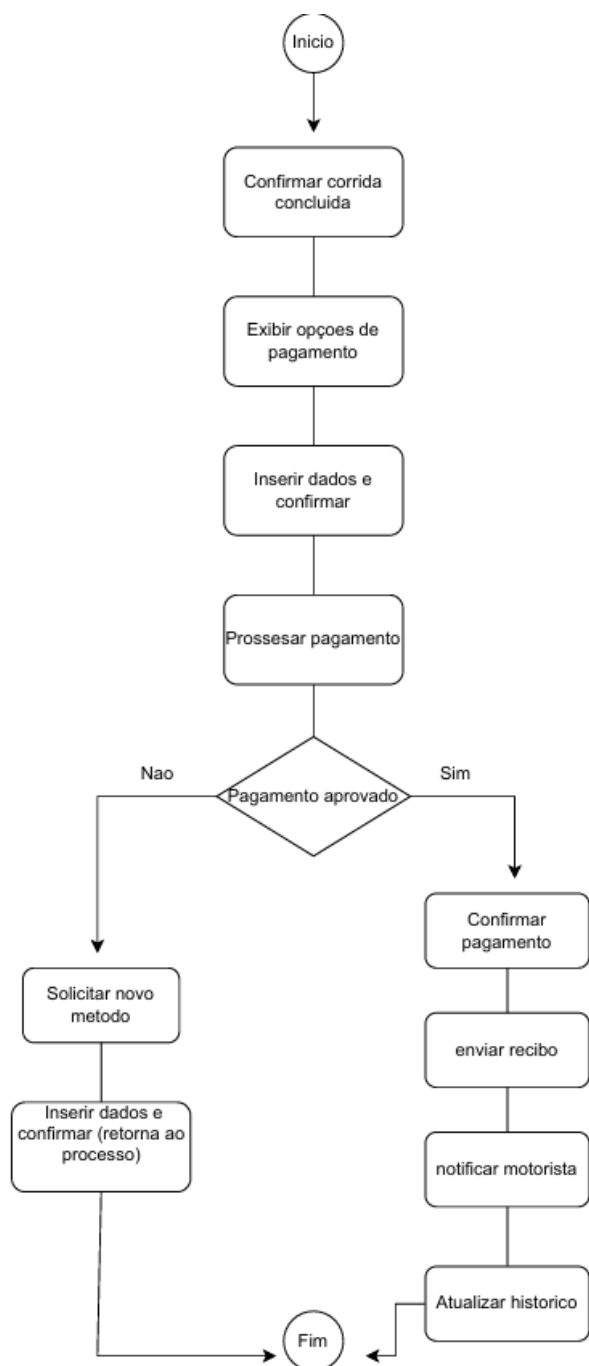 Inicio
Confirmar corrida
concluida
Exibir opçoes de
pagamento
Inserir dados e
confirmar
Prossesar pagamento
Nao
Pagamento aprovado
Sim
Confirmar
pagamento
Solicitar novo
metodo
enviar recibo
Inserir dados e
confirmar (retorna ao
processo)
notificar motorista
Atualizar historico
Fim